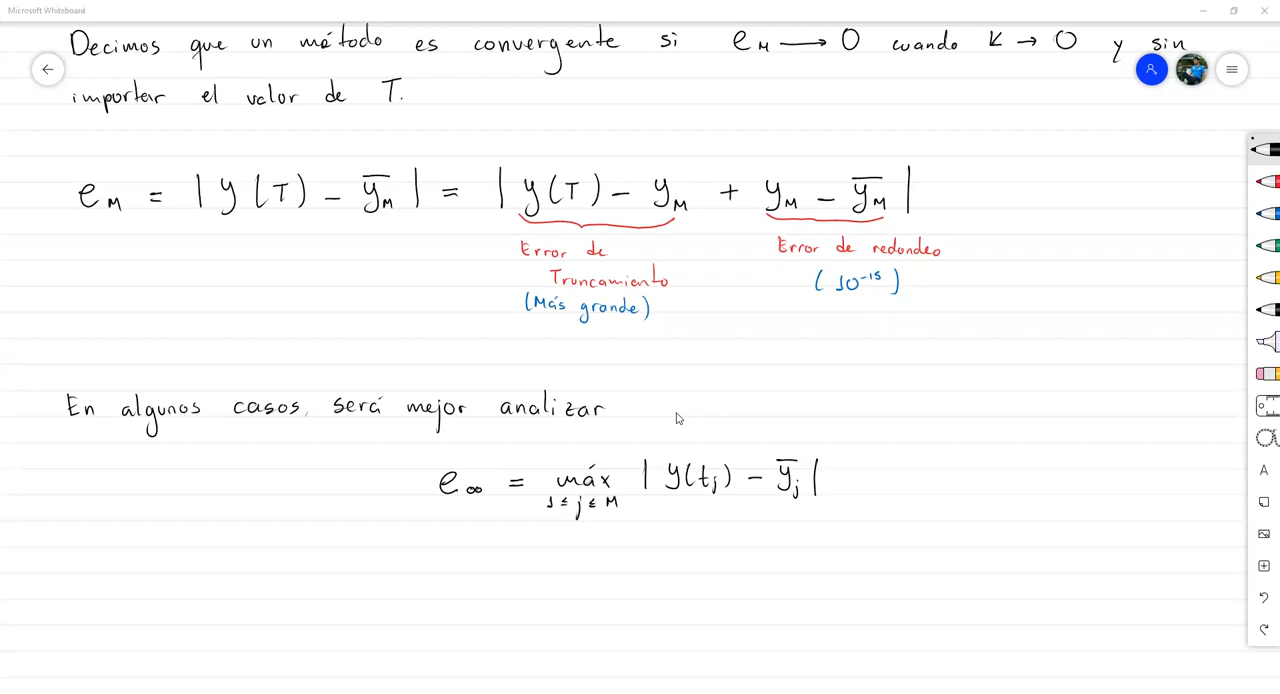 Microsoft Whiteboard
Decimos que un método es convergente si e_M → 0 cuando K → 0 y sin
importar el valor de T.
e_M = | y(T) - ȳ_M | = | y(T) - y_M + y_M - ȳ_M |
Error de Error de redondeo
Truncamiento (10^-15)
(Más grande)
En algunos casos, será mejor analizar
e_∞ = máx | y(t_j) - ȳ_j |
1 ≤ j ≤ M
A